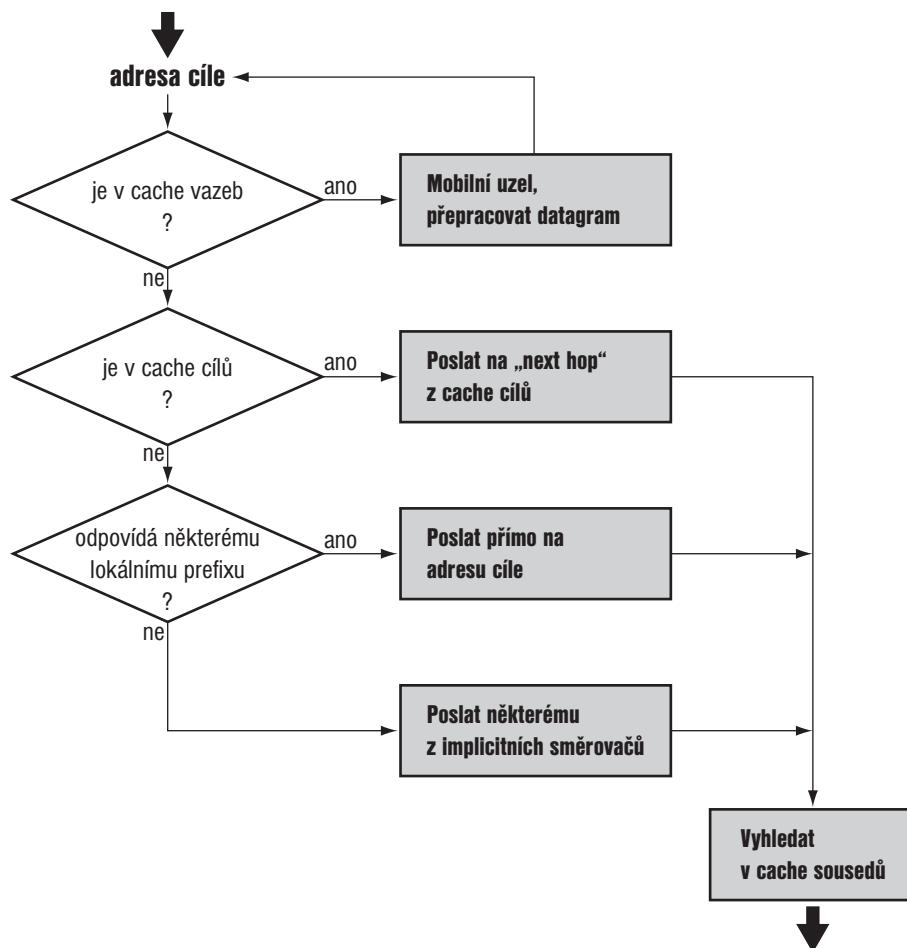 adresa cíle
je v cache vazeb
?
ano
Mobilní uzel,
přepracovat datagram
ne
je v cache cílů
?
ano
Poslat na „next hop“
z cache cílů
ne
odpovídá některému
lokálnímu prefixu
?
ano
Poslat přímo na
adresu cíle
ne
Poslat některému
z implicitních směrovačů
Vyhledat
v cache sousedů